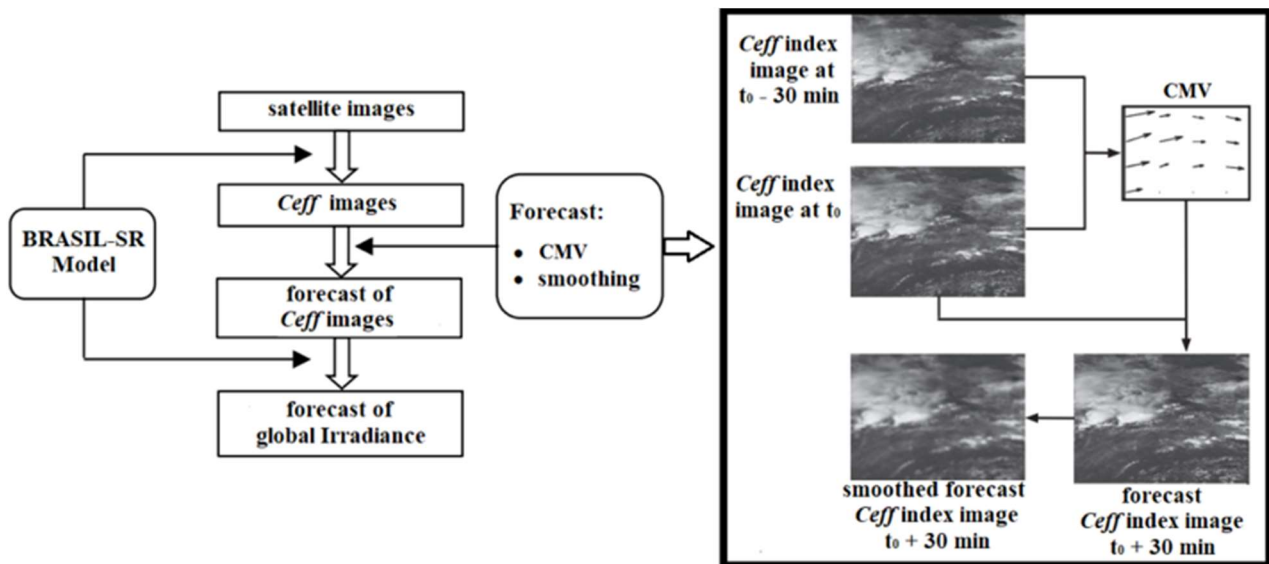 satellite images
Ceff images
BRASIL-SR
Model
forecast of
Ceff images
forecast of
global Irradiance
Forecast:
• CMV
• smoothing
Ceff index
image at
t₀ - 30 min
Ceff index
image at t₀
CMV
smoothed forecast
Ceff index image
t₀ + 30 min
forecast
Ceff index image
t₀ + 30 min